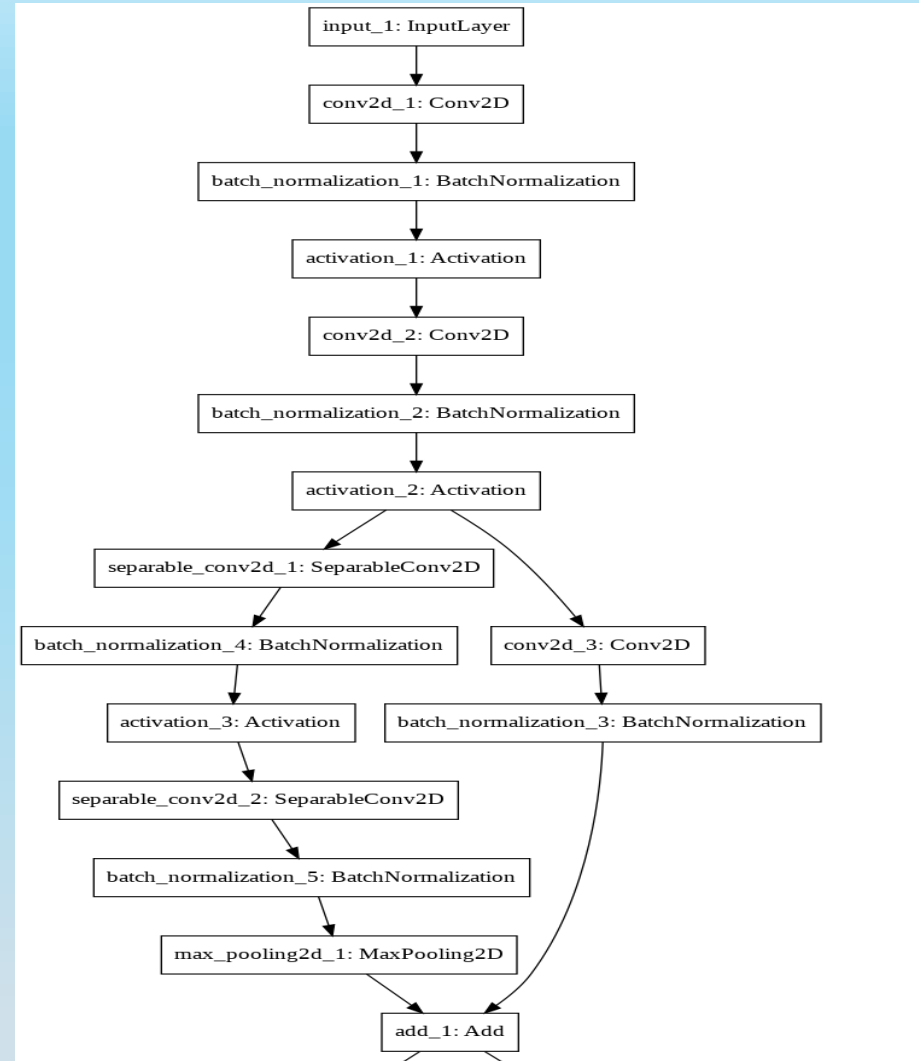 input_1: InputLayer
conv2d_1: Conv2D
batch_normalization_1: BatchNormalization
activation_1: Activation
conv2d_2: Conv2D
batch_normalization_2: BatchNormalization
activation_2: Activation
separable_conv2d_1: SeparableConv2D
batch_normalization_4: BatchNormalization
conv2d_3: Conv2D
activation_3: Activation
batch_normalization_3: BatchNormalization
separable_conv2d_2: SeparableConv2D
batch_normalization_5: BatchNormalization
max_pooling2d_1: MaxPooling2D
add_1: Add